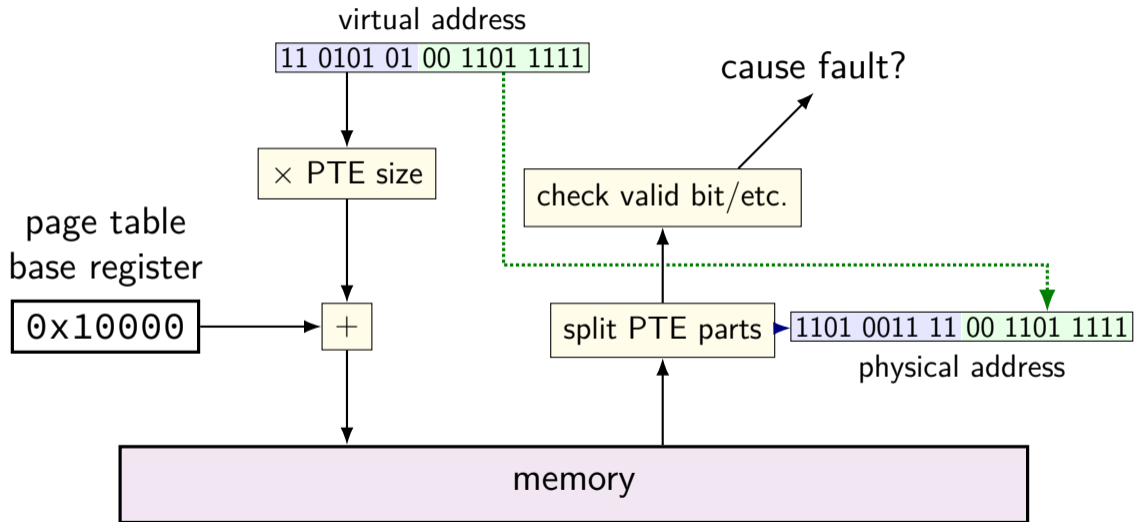 virtual address
11 0101 01 00 1101 1111
cause fault?
× PTE size
check valid bit/etc.
page table
base register
0x10000
+
split PTE parts
1101 0011 11 00 1101 1111
physical address
memory